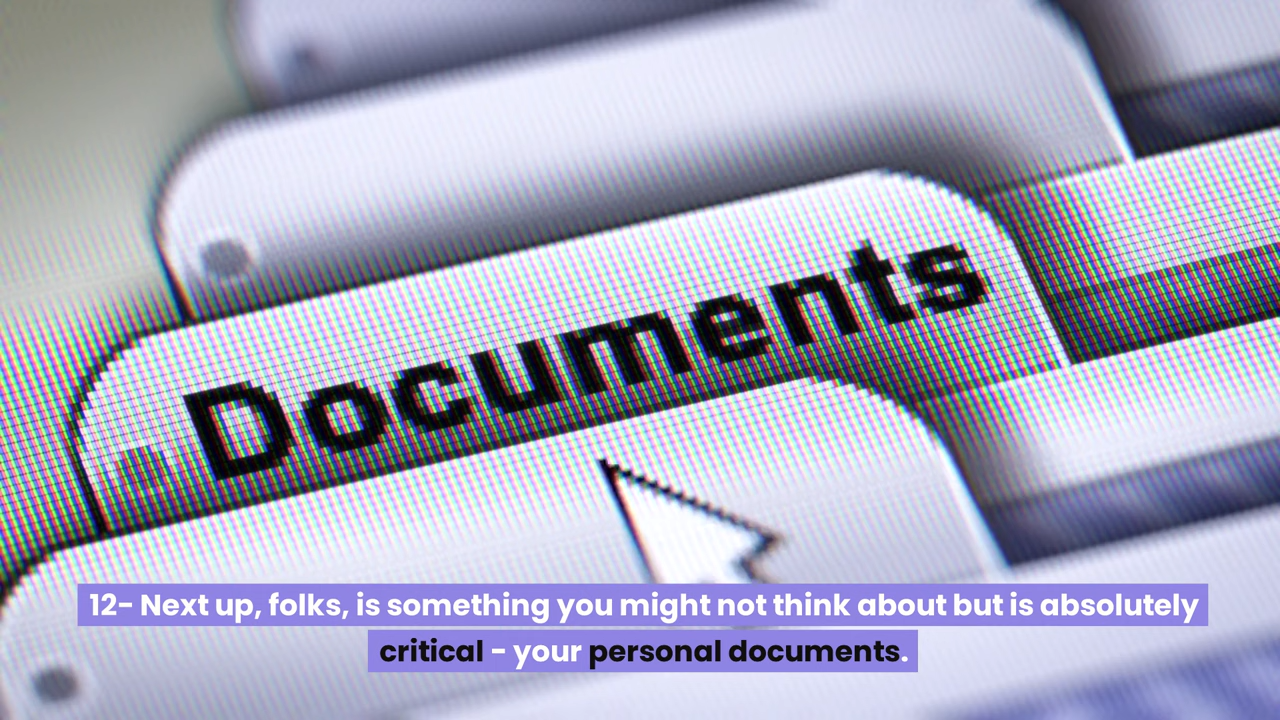 Documents
12- Next up, folks, is something you might not think about but is absolutely
critical - your personal documents.